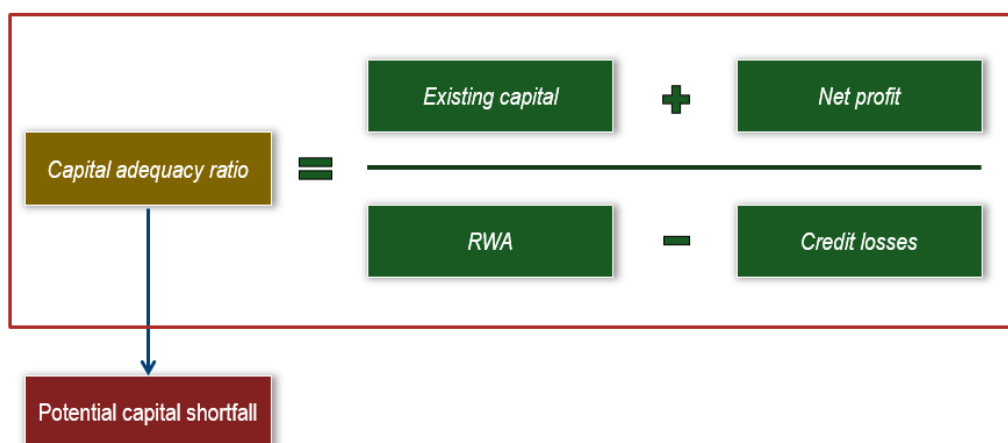 Existing capital
Net profit
Capital adequacy ratio
RWA
Credit losses
Potential capital shortfall